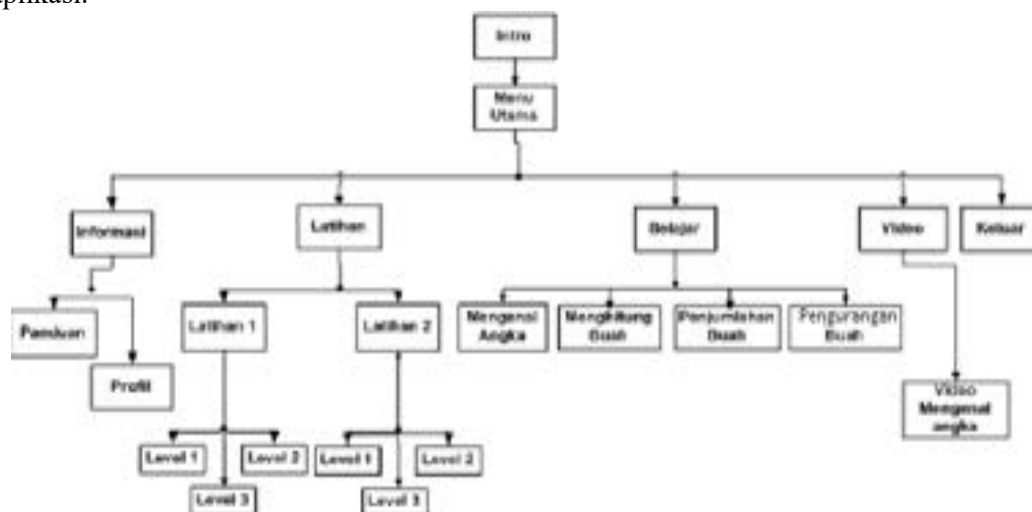 aplikasi.
Intro
Menu
Utama
Informasi
Latihan
Belajar
Video
Keluar
Panduan
Profil
Latihan 1
Latihan 2
Mengenal
Angka
Menghitung
Buah
Penjumlahan
Buah
Pengurangan
Buah
Video
Mengenal
angka
Level 1
Level 2
Level 3
Level 1
Level 2
Level 3